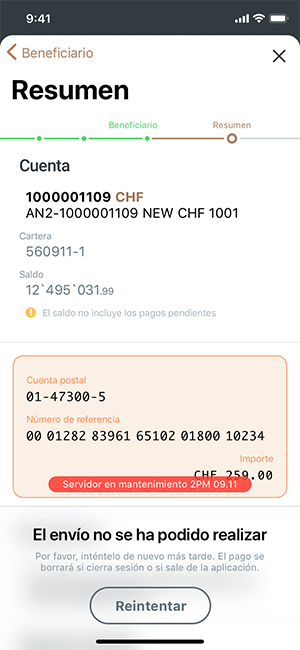 9:41
Beneficiario
Resumen
Beneficiario Resumen
Cuenta
1000001109 CHF
AN2-1000001109 NEW CHF 1001
Cartera
560911-1
Saldo
12`495`031.99
El saldo no incluye los pagos pendientes
Cuenta postal
01-47300-5
Número de referencia
00 01282 83961 65102 01800 10234
Importe
CHF 259.00
Servidor en mantenimiento 2PM 09.11
El envío no se ha podido realizar
Por favor, inténtelo de nuevo más tarde. El pago se
borrará si cierra sesión o si sale de la aplicación.
Reintentar